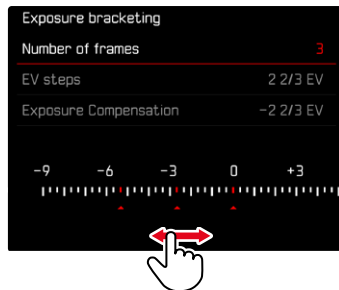 Exposure bracketing
Number of frames 3
EV steps 2 2/3 EV
Exposure Compensation -2 2/3 EV
-9 -6 -3 0 +3